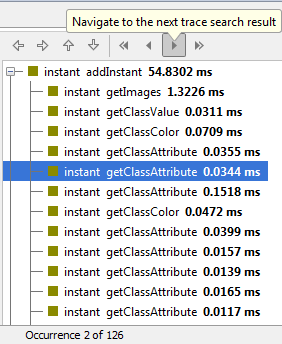 Navigate to the next trace search result
instant addInstant 54.8302 ms
instant getImages 1.3226 ms
instant getClassValue 0.0311 ms
instant getClassColor 0.0709 ms
instant getClassAttribute 0.0355 ms
instant getClassAttribute 0.0344 ms
instant getClassAttribute 0.1518 ms
instant getClassColor 0.0472 ms
instant getClassAttribute 0.0399 ms
instant getClassAttribute 0.0157 ms
instant getClassAttribute 0.0139 ms
instant getClassAttribute 0.0165 ms
instant getClassAttribute 0.0117 ms
Occurrence 2 of 126